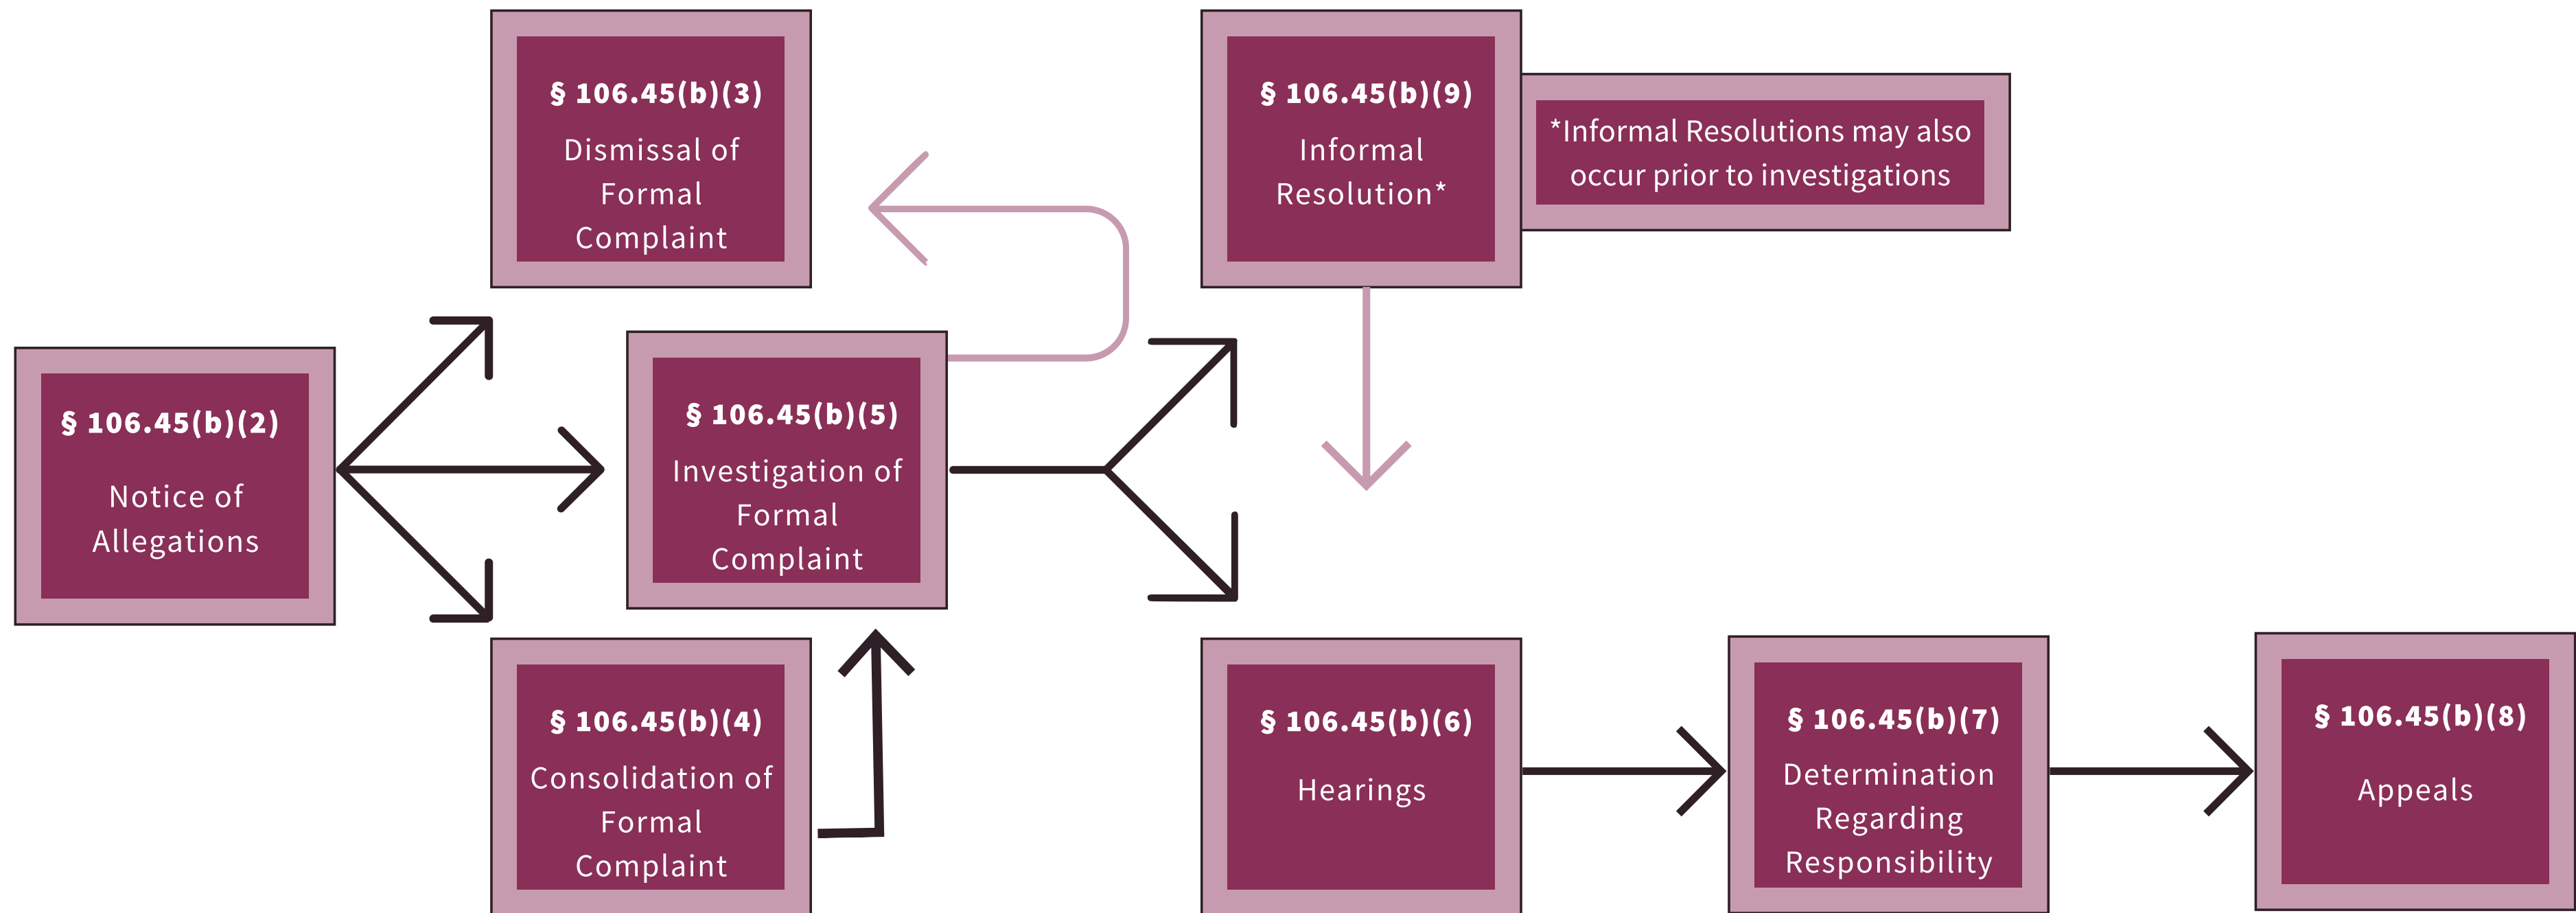 § 106.45(b)(3)
Dismissal of
Formal
Complaint
§ 106.45(b)(9)
Informal
Resolution*
*Informal Resolutions may also
occur prior to investigations
§ 106.45(b)(2)
Notice of
Allegations
§ 106.45(b)(5)
Investigation of
Formal
Complaint
§ 106.45(b)(4)
Consolidation of
Formal
Complaint
§ 106.45(b)(6)
Hearings
§ 106.45(b)(7)
Determination
Regarding
Responsibility
§ 106.45(b)(8)
Appeals